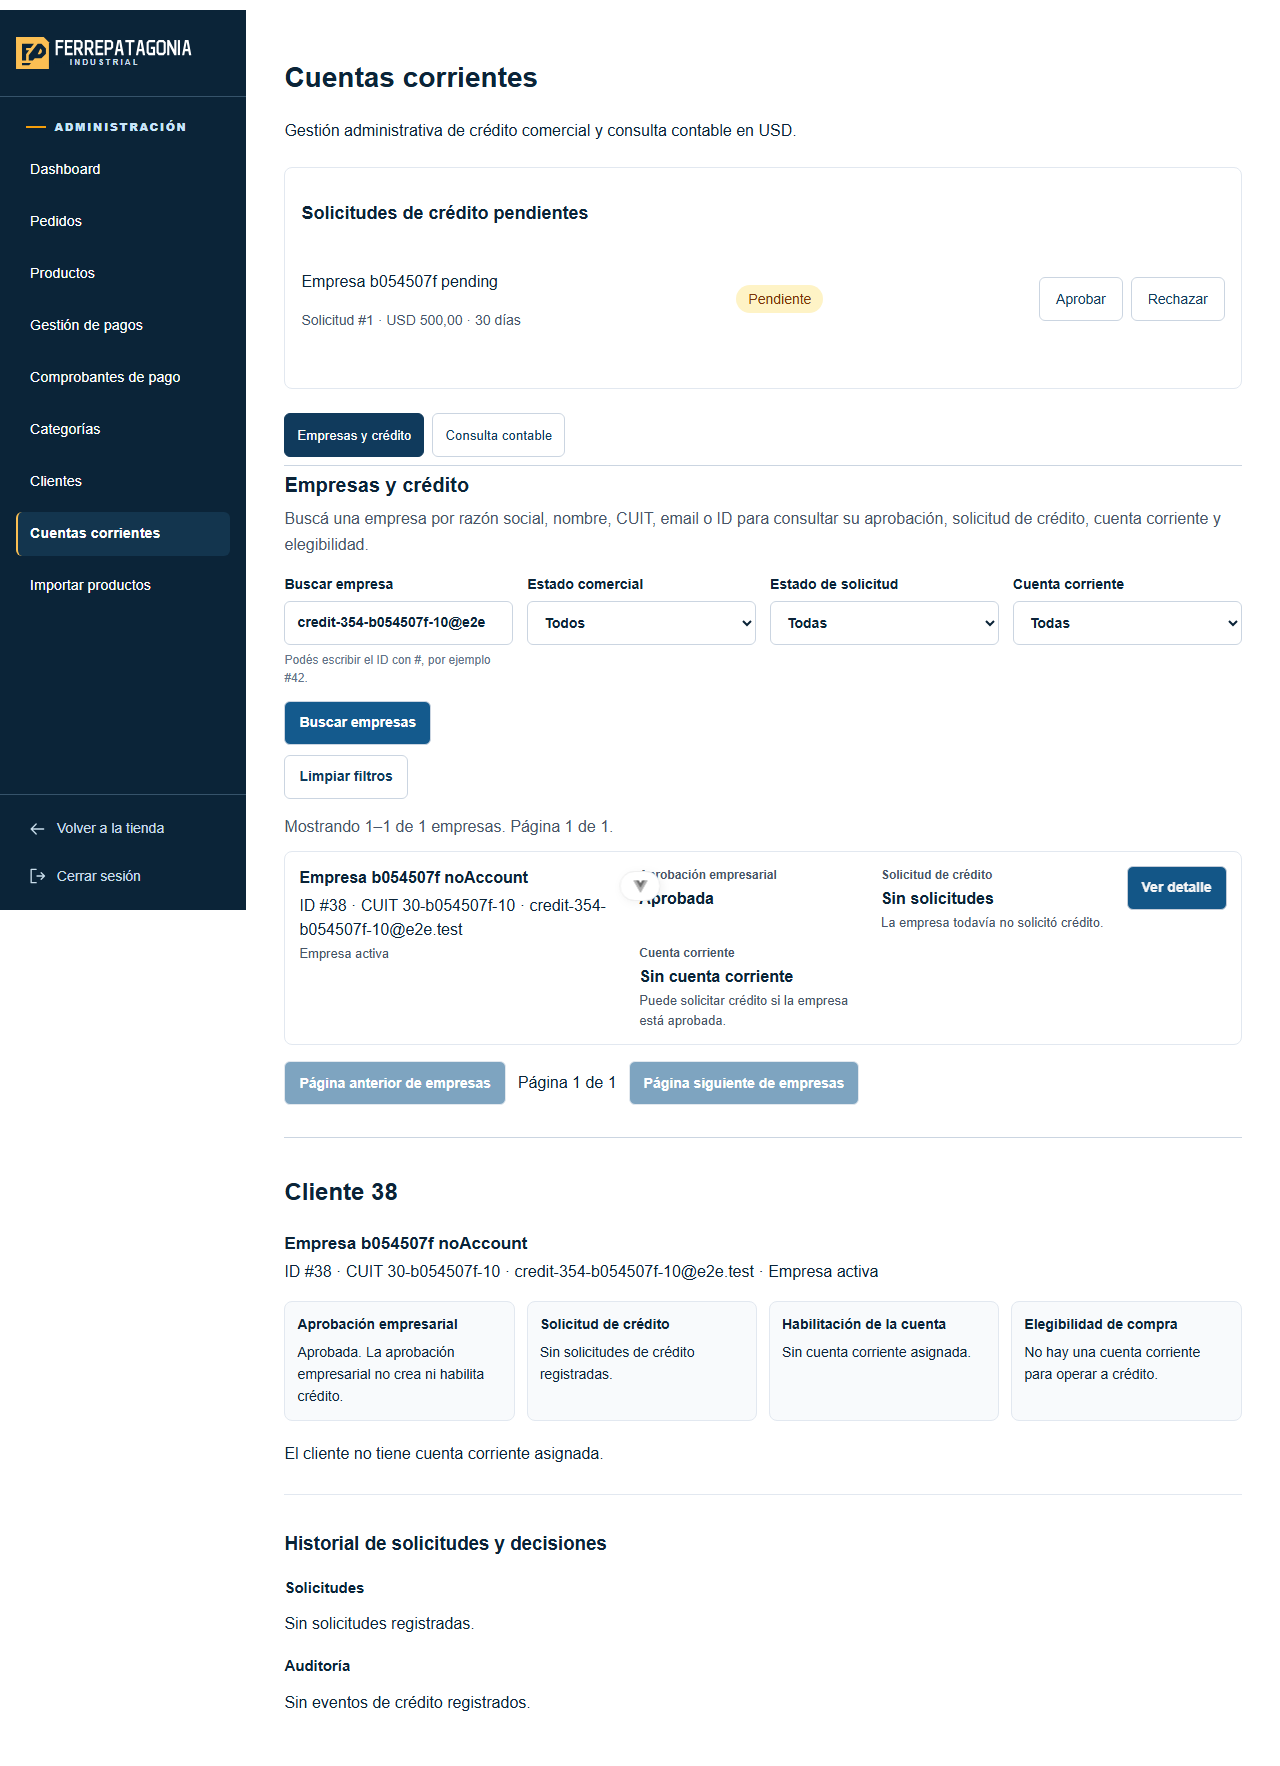 FERREPATAGONIA
INDUSTRIAL
ADMINISTRACIÓN
Dashboard
Pedidos
Productos
Gestión de pagos
Comprobantes de pago
Categorías
Clientes
Cuentas corrientes
Importar productos
Volver a la tienda
Cerrar sesión
Cuentas corrientes
Gestión administrativa de crédito comercial y consulta contable en USD.
Solicitudes de crédito pendientes
Empresa b054507f pending
Solicitud #1 · USD 500,00 · 30 días
Pendiente
Aprobar
Rechazar
Empresas y crédito
Consulta contable
Empresas y crédito
Buscá una empresa por razón social, nombre, CUIT, email o ID para consultar su aprobación, solicitud de crédito, cuenta corriente y
elegibilidad.
Buscar empresa
credit-354-b054507f-10@e2e
Podés escribir el ID con #, por ejemplo
#42.
Estado comercial
Todos
Estado de solicitud
Todas
Cuenta corriente
Todas
Buscar empresas
Limpiar filtros
Mostrando 1–1 de 1 empresas. Página 1 de 1.
Empresa b054507f noAccount
ID #38 · CUIT 30-b054507f-10 · credit-354-
b054507f-10@e2e.test
Empresa activa
Aprobación empresarial
Aprobada
Solicitud de crédito
Sin solicitudes
La empresa todavía no solicitó crédito.
Cuenta corriente
Sin cuenta corriente
Puede solicitar crédito si la empresa
está aprobada.
Ver detalle
Página anterior de empresas
Página 1 de 1
Página siguiente de empresas
Cliente 38
Empresa b054507f noAccount
ID #38 · CUIT 30-b054507f-10 · credit-354-b054507f-10@e2e.test · Empresa activa
Aprobación empresarial
Aprobada. La aprobación
empresarial no crea ni habilita
crédito.
Solicitud de crédito
Sin solicitudes de crédito
registradas.
Habilitación de la cuenta
Sin cuenta corriente asignada.
Elegibilidad de compra
No hay una cuenta corriente
para operar a crédito.
El cliente no tiene cuenta corriente asignada.
Historial de solicitudes y decisiones
Solicitudes
Sin solicitudes registradas.
Auditoría
Sin eventos de crédito registrados.